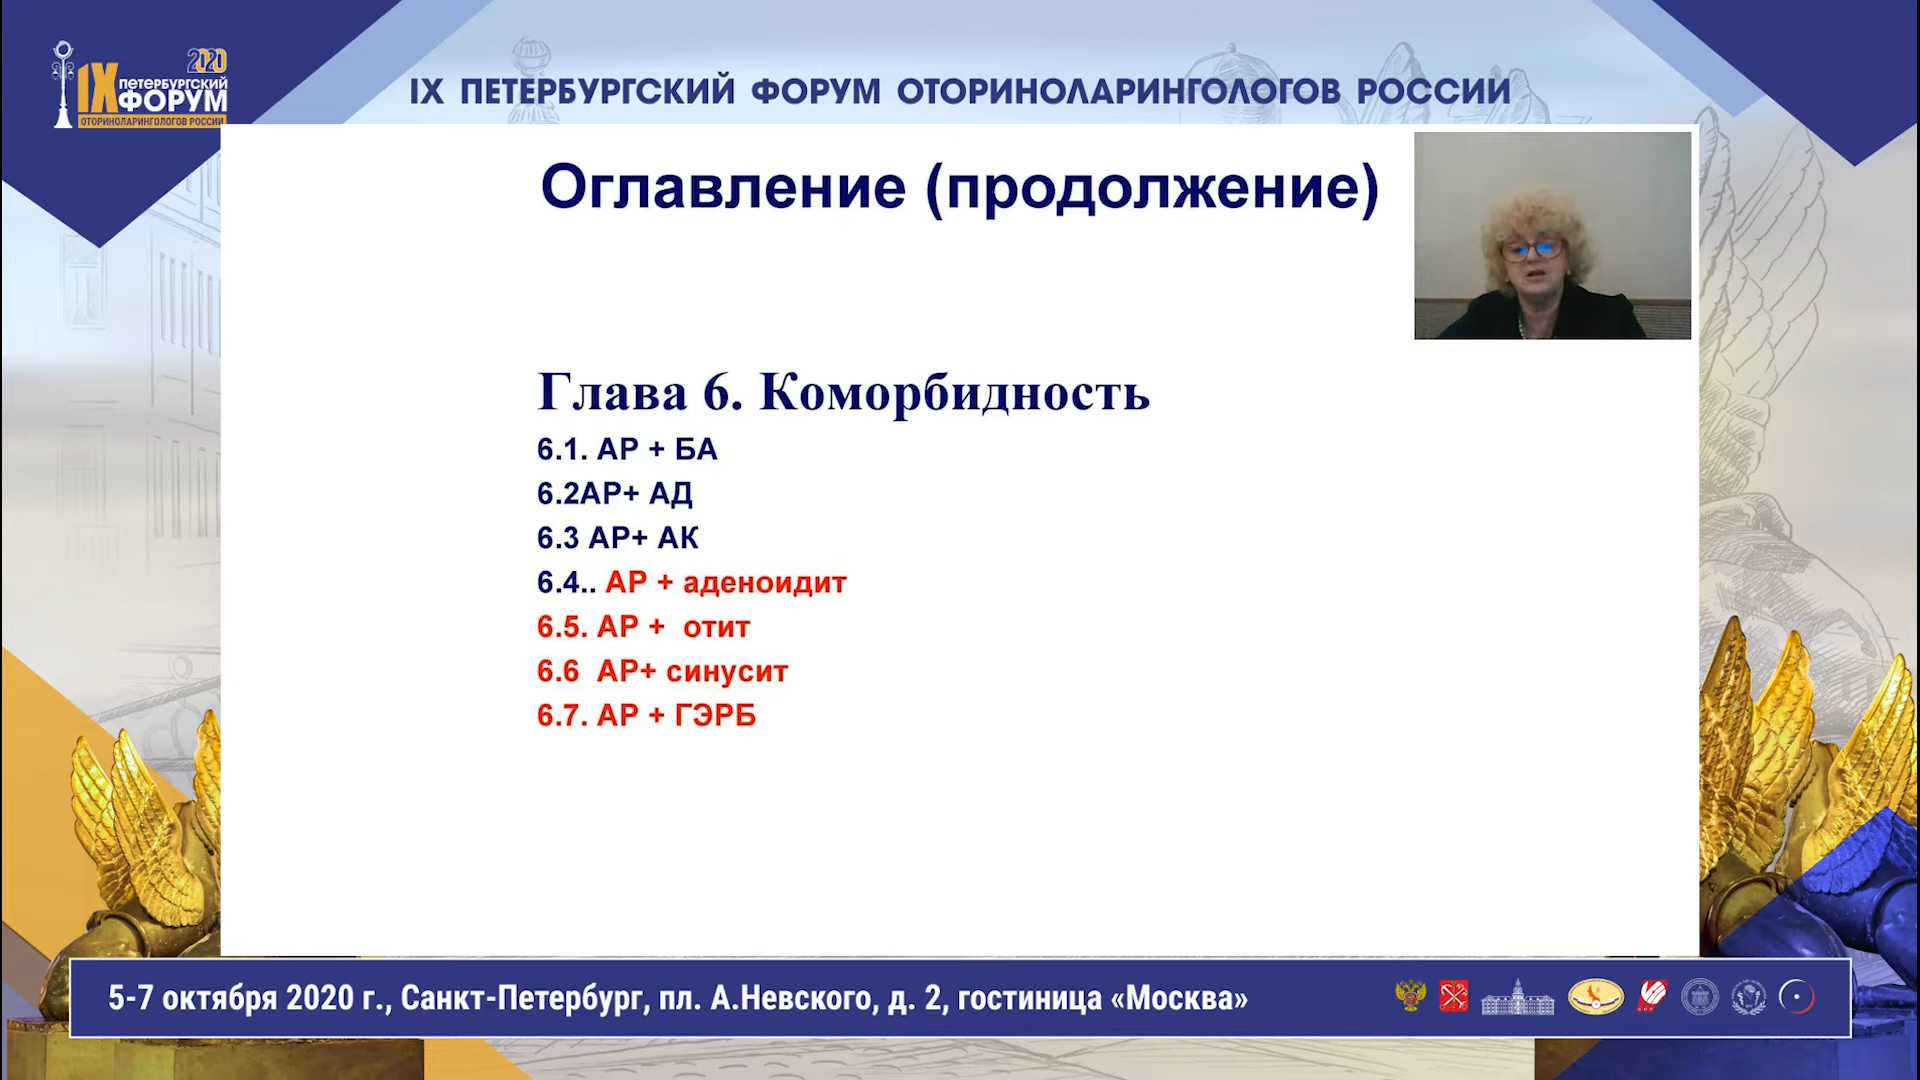 2020
IX ПЕТЕРБУРГСКИЙ
ФОРУМ
ОТОРИНОЛАРИНГОЛОГОВ РОССИИ
IX ПЕТЕРБУРГСКИЙ ФОРУМ ОТОРИНОЛАРИНГОЛОГОВ РОССИИ
Оглавление (продолжение)
Глава 6. Коморбидность
6.1. АР + БА
6.2АР+ АД
6.3 АР+ АК
6.4.. АР + аденоидит
6.5. АР + отит
6.6 АР+ синусит
6.7. АР + ГЭРБ
5-7 октября 2020 г., Санкт-Петербург, пл. А.Невского, д. 2, гостиница «Москва»